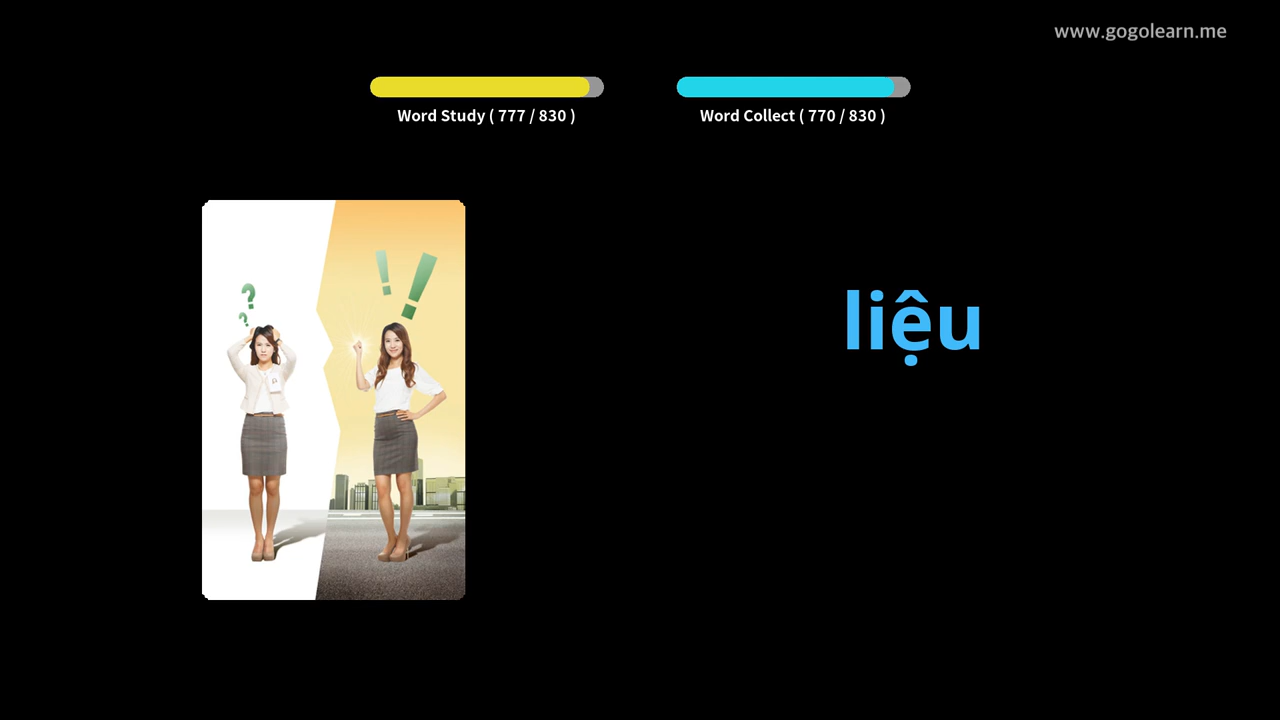 www.gogolearn.me
Word Study ( 777 / 830 )
Word Collect ( 770 / 830 )
? ?
! !
liệu